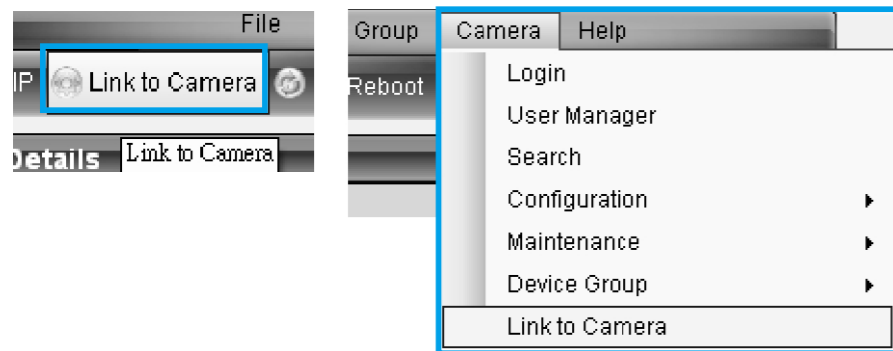 File
IP Link to Camera
Details Link to Camera
Group Camera Help
Reboot
Login
User Manager
Search
Configuration
Maintenance
Device Group
Link to Camera